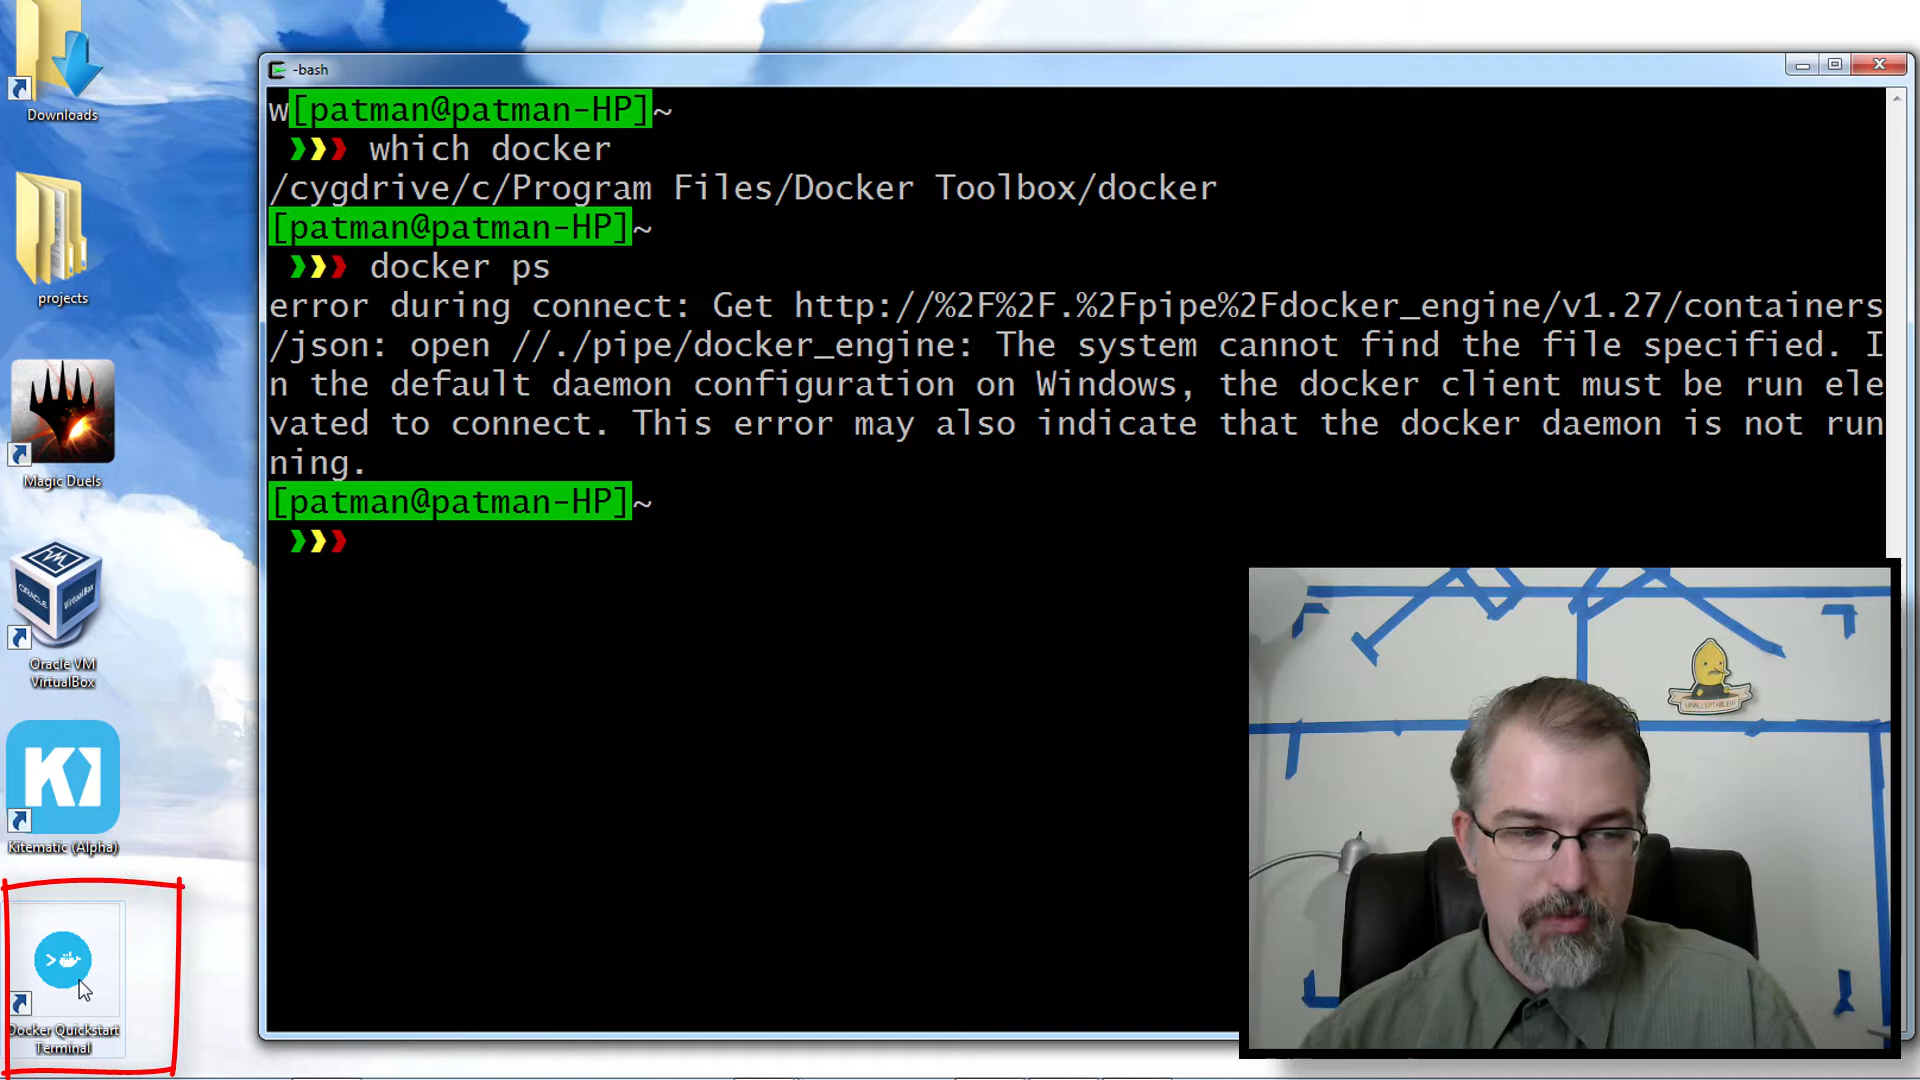 Downloads
projects
Magic Duels
ORACLE
VirtualBox
Oracle VM
VirtualBox
Kitematic (Alpha)
Docker Quickstart
Terminal
-bash
w[patman@patman-HP]~
❯❯❯ which docker
/cygdrive/c/Program Files/Docker Toolbox/docker
[patman@patman-HP]~
❯❯❯ docker ps
error during connect: Get http://%2F%2F.%2Fpipe%2Fdocker_engine/v1.27/containers
/json: open //./pipe/docker_engine: The system cannot find the file specified. I
n the default daemon configuration on Windows, the docker client must be run ele
vated to connect. This error may also indicate that the docker daemon is not run
ning.
[patman@patman-HP]~
❯❯❯
UNACCEPTABLE!!!